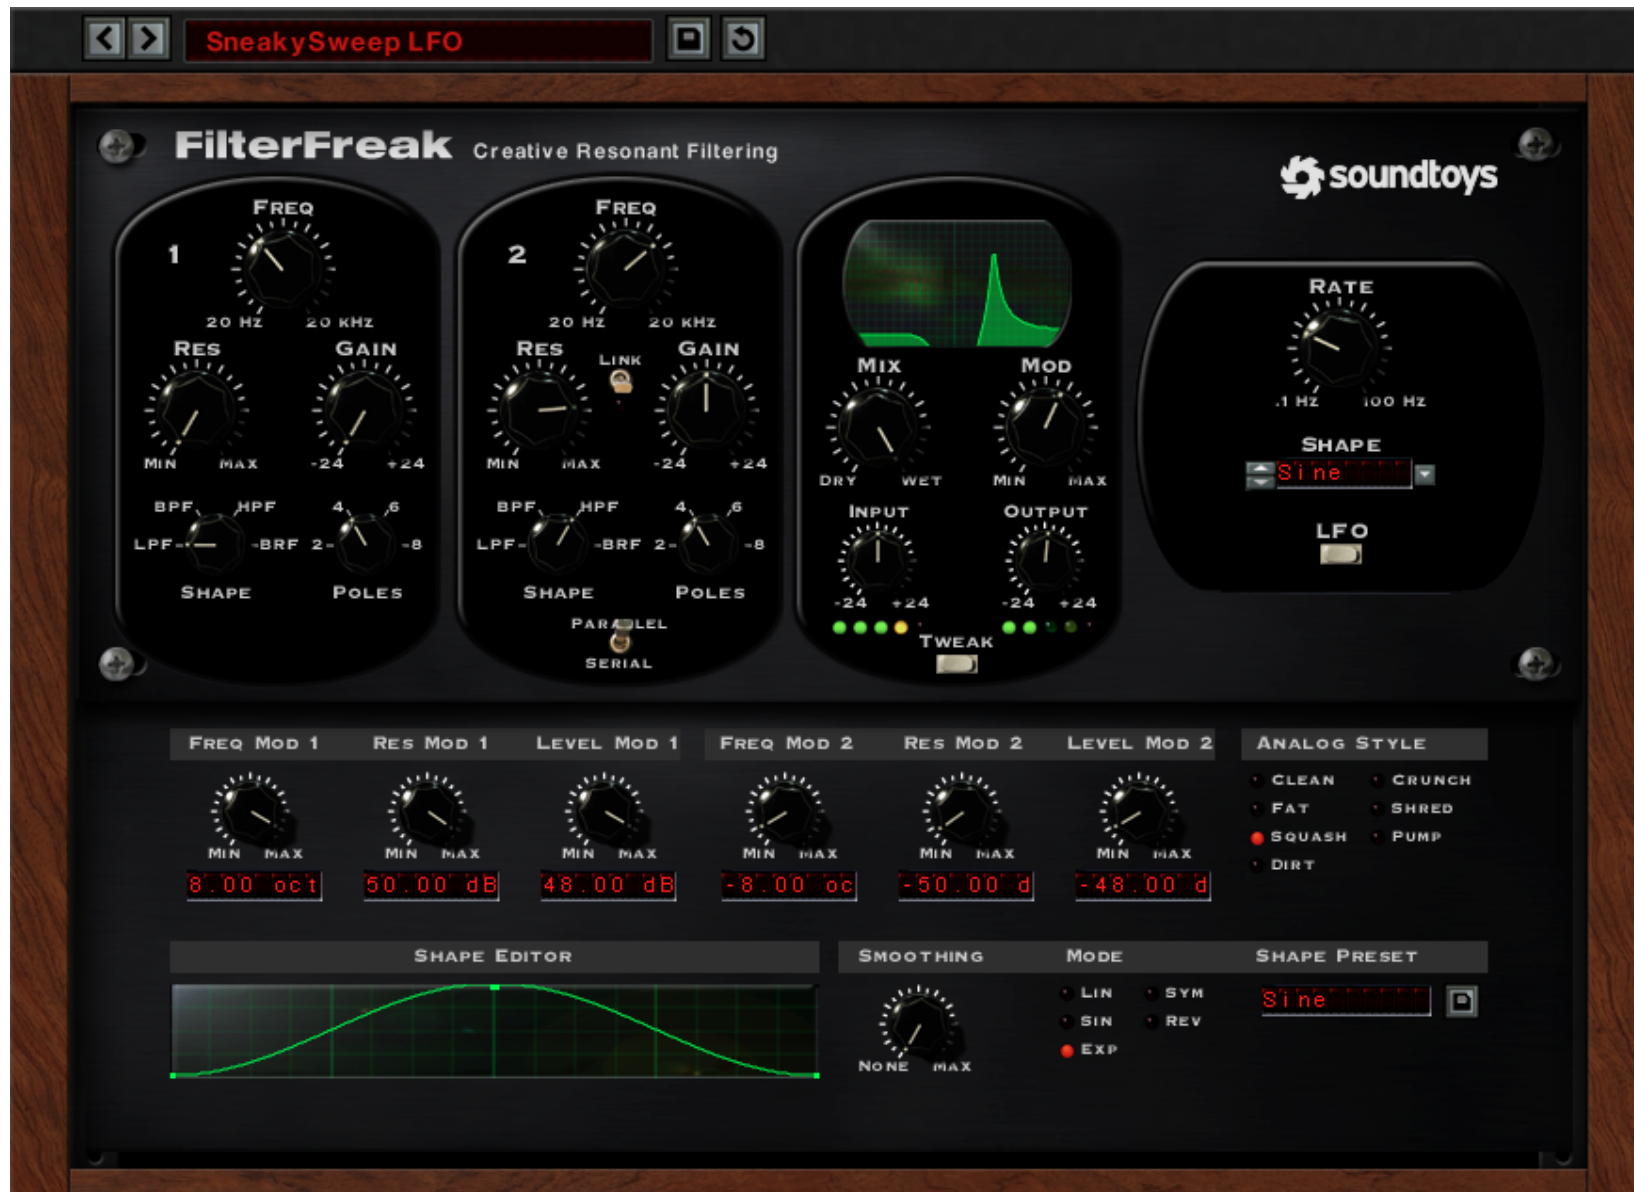 SneakySweep LFO
FilterFreak Creative Resonant Filtering
soundtoys
1
FREQ
20 HZ 20 KHZ
RES GAIN
MIN MAX -24 +24
BPF HPF 4 6
LPF BRF 2 8
SHAPE POLES
2
FREQ
20 HZ 20 KHZ
RES LINK GAIN
MIN MAX -24 +24
BPF HPF 4 6
LPF BRF 2 8
SHAPE POLES
PARALLEL
SERIAL
MIX MOD
DRY WET MIN MAX
INPUT OUTPUT
-24 +24 -24 +24
TWEAK
RATE
.1 HZ 100 HZ
SHAPE
Sine
LFO
FREQ MOD 1 RES MOD 1 LEVEL MOD 1 FREQ MOD 2 RES MOD 2 LEVEL MOD 2 ANALOG STYLE
MIN MAX MIN MAX MIN MAX MIN MAX MIN MAX MIN MAX
8.00 oct 50.00 dB 48.00 dB -8.00 oc -50.00 d -48.00 d
CLEAN CRUNCH
FAT SHRED
SQUASH PUMP
DIRT
SHAPE EDITOR SMOOTHING MODE SHAPE PRESET
NONE MAX
LIN SYM
SIN REV
EXP
Sine